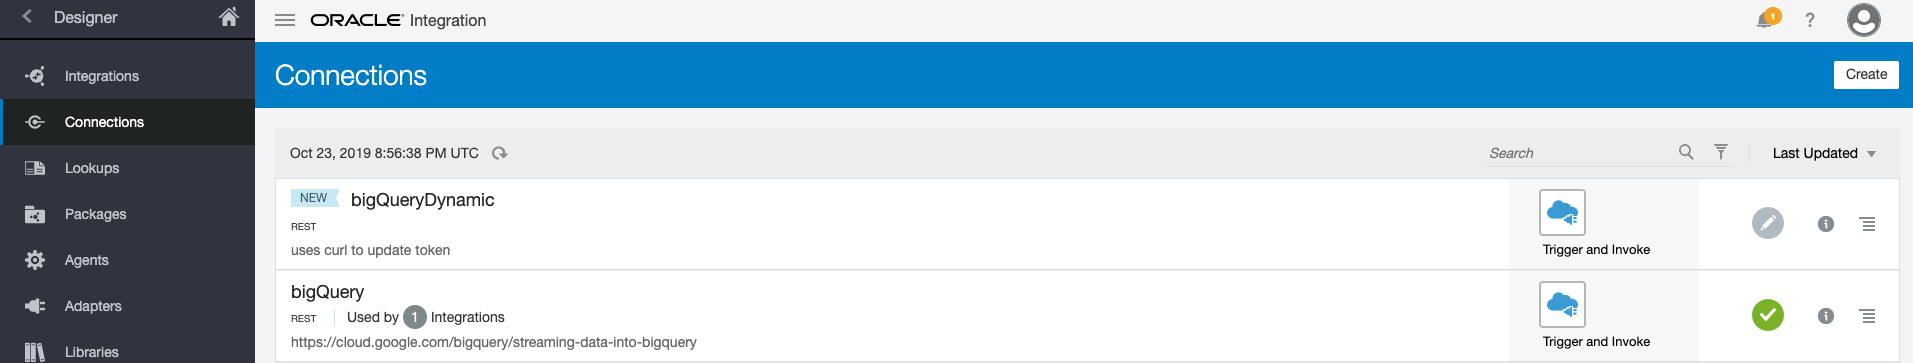 Designer
ORACLE Integration
1
?
Integrations
Connections
Lookups
Packages
Agents
Adapters
Libraries
Connections
Create
Oct 23, 2019 8:56:38 PM UTC
Search
Last Updated
NEW bigQueryDynamic
REST
uses curl to update token
Trigger and Invoke
bigQuery
REST Used by 1 Integrations
https://cloud.google.com/bigquery/streaming-data-into-bigquery
Trigger and Invoke